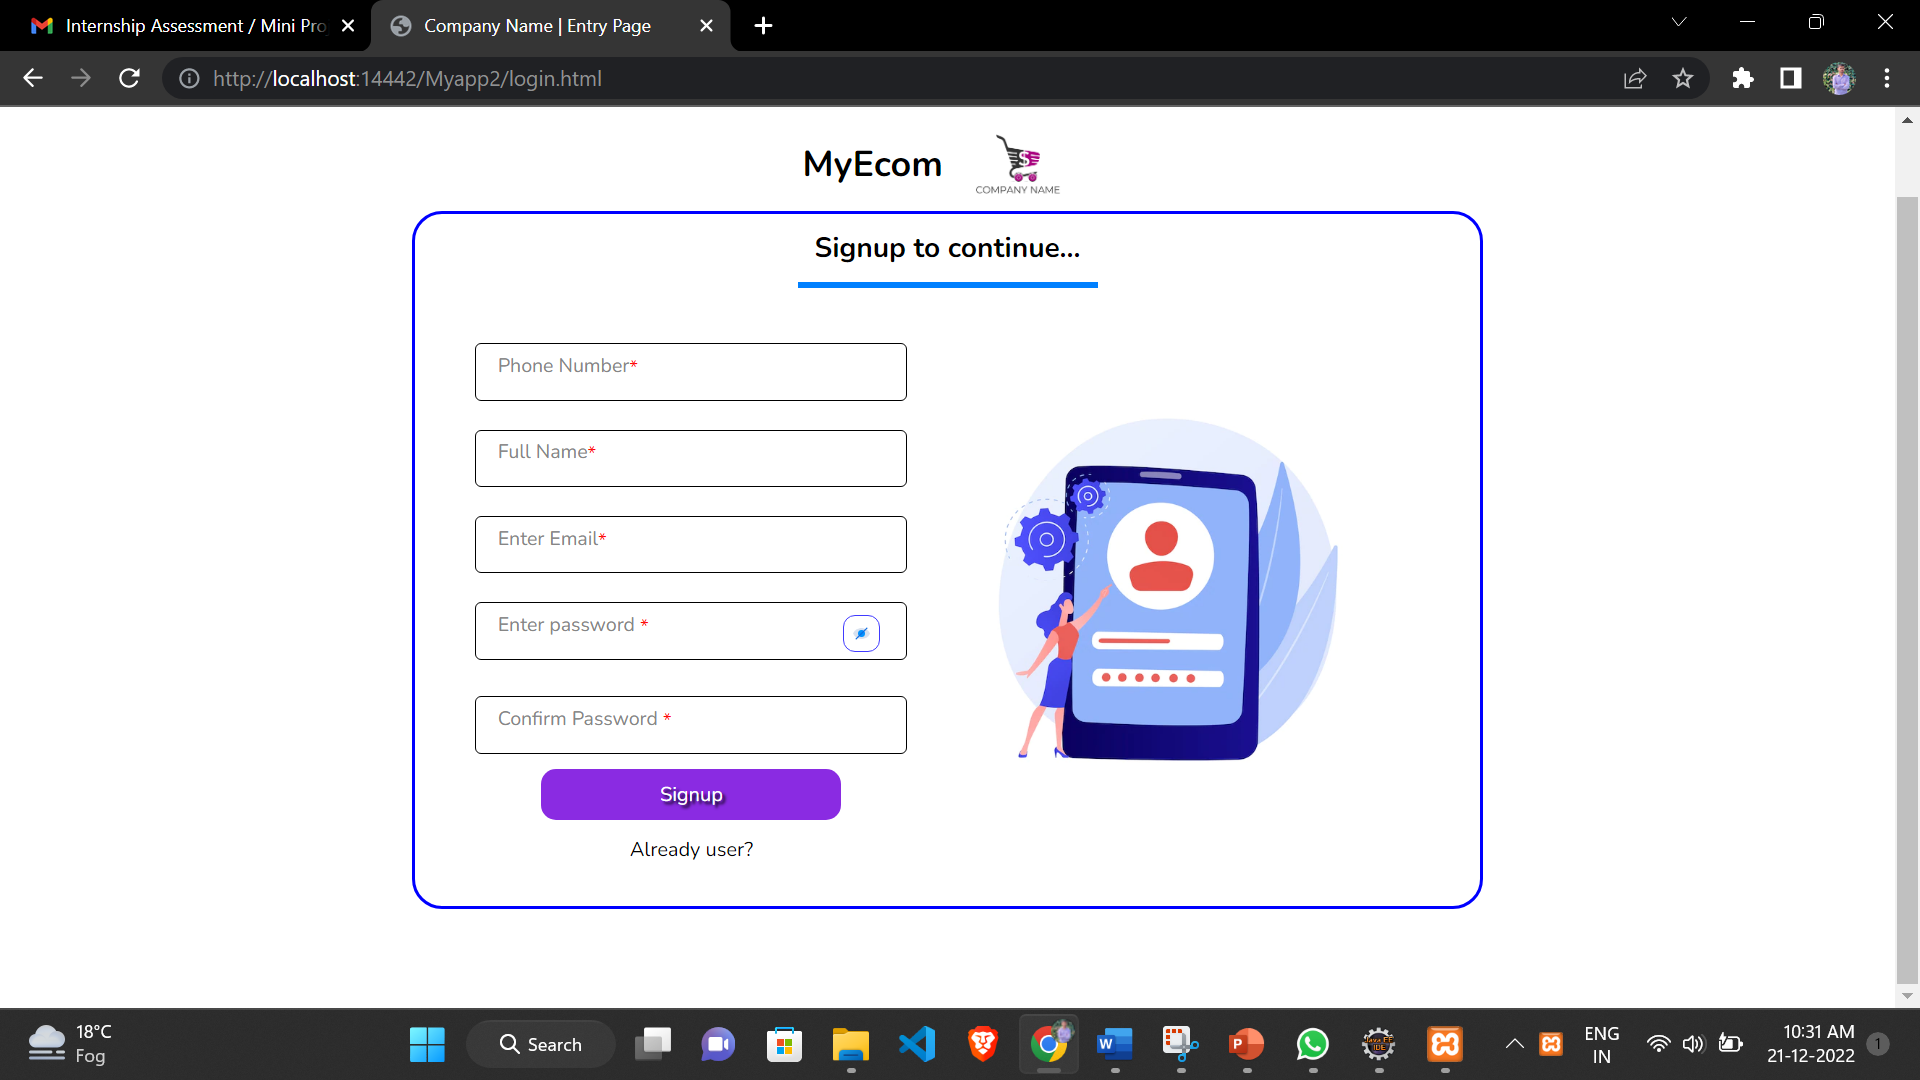 Internship Assessment / Mini Pro
Company Name | Entry Page
http://localhost:14442/Myapp2/login.html
MyEcom
COMPANY NAME
Signup to continue...
Phone Number*
Full Name*
Enter Email*
Enter password *
Confirm Password *
Signup
Already user?
18°C
Fog
Search
ENG
IN
10:31 AM
21-12-2022
1